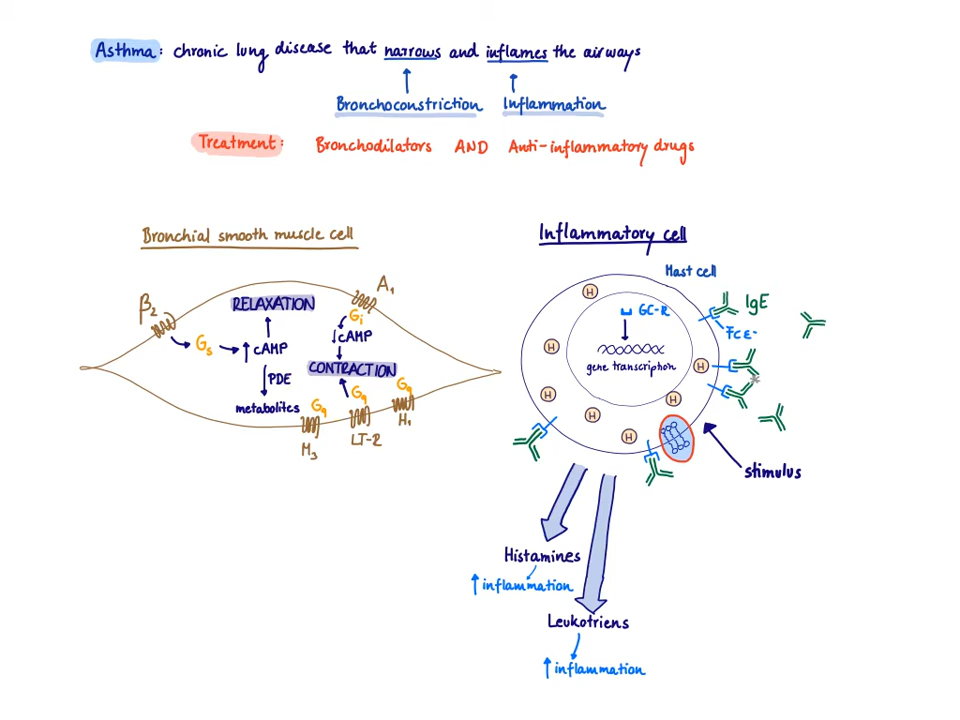 Asthma: chronic lung disease that narrows and inflames the airways
Bronchoconstriction Inflammation
Treatment: Bronchodilators AND Anti-inflammatory drugs
Bronchial smooth muscle cell
β2
RELAXATION
A1
Gi
Gs
↑ cAMP
↓cAMP
CONTRACTION
PDE
metabolites
Gq
Gq
Gq
M3
LT-R
H1
Inflammatory cell
Mast cell
H
IgE
GC-R
FCε-
H
gene transcription
H
H
H
H
H
stimulus
Histamines
↑ inflammation
Leukotriens
↑ inflammation